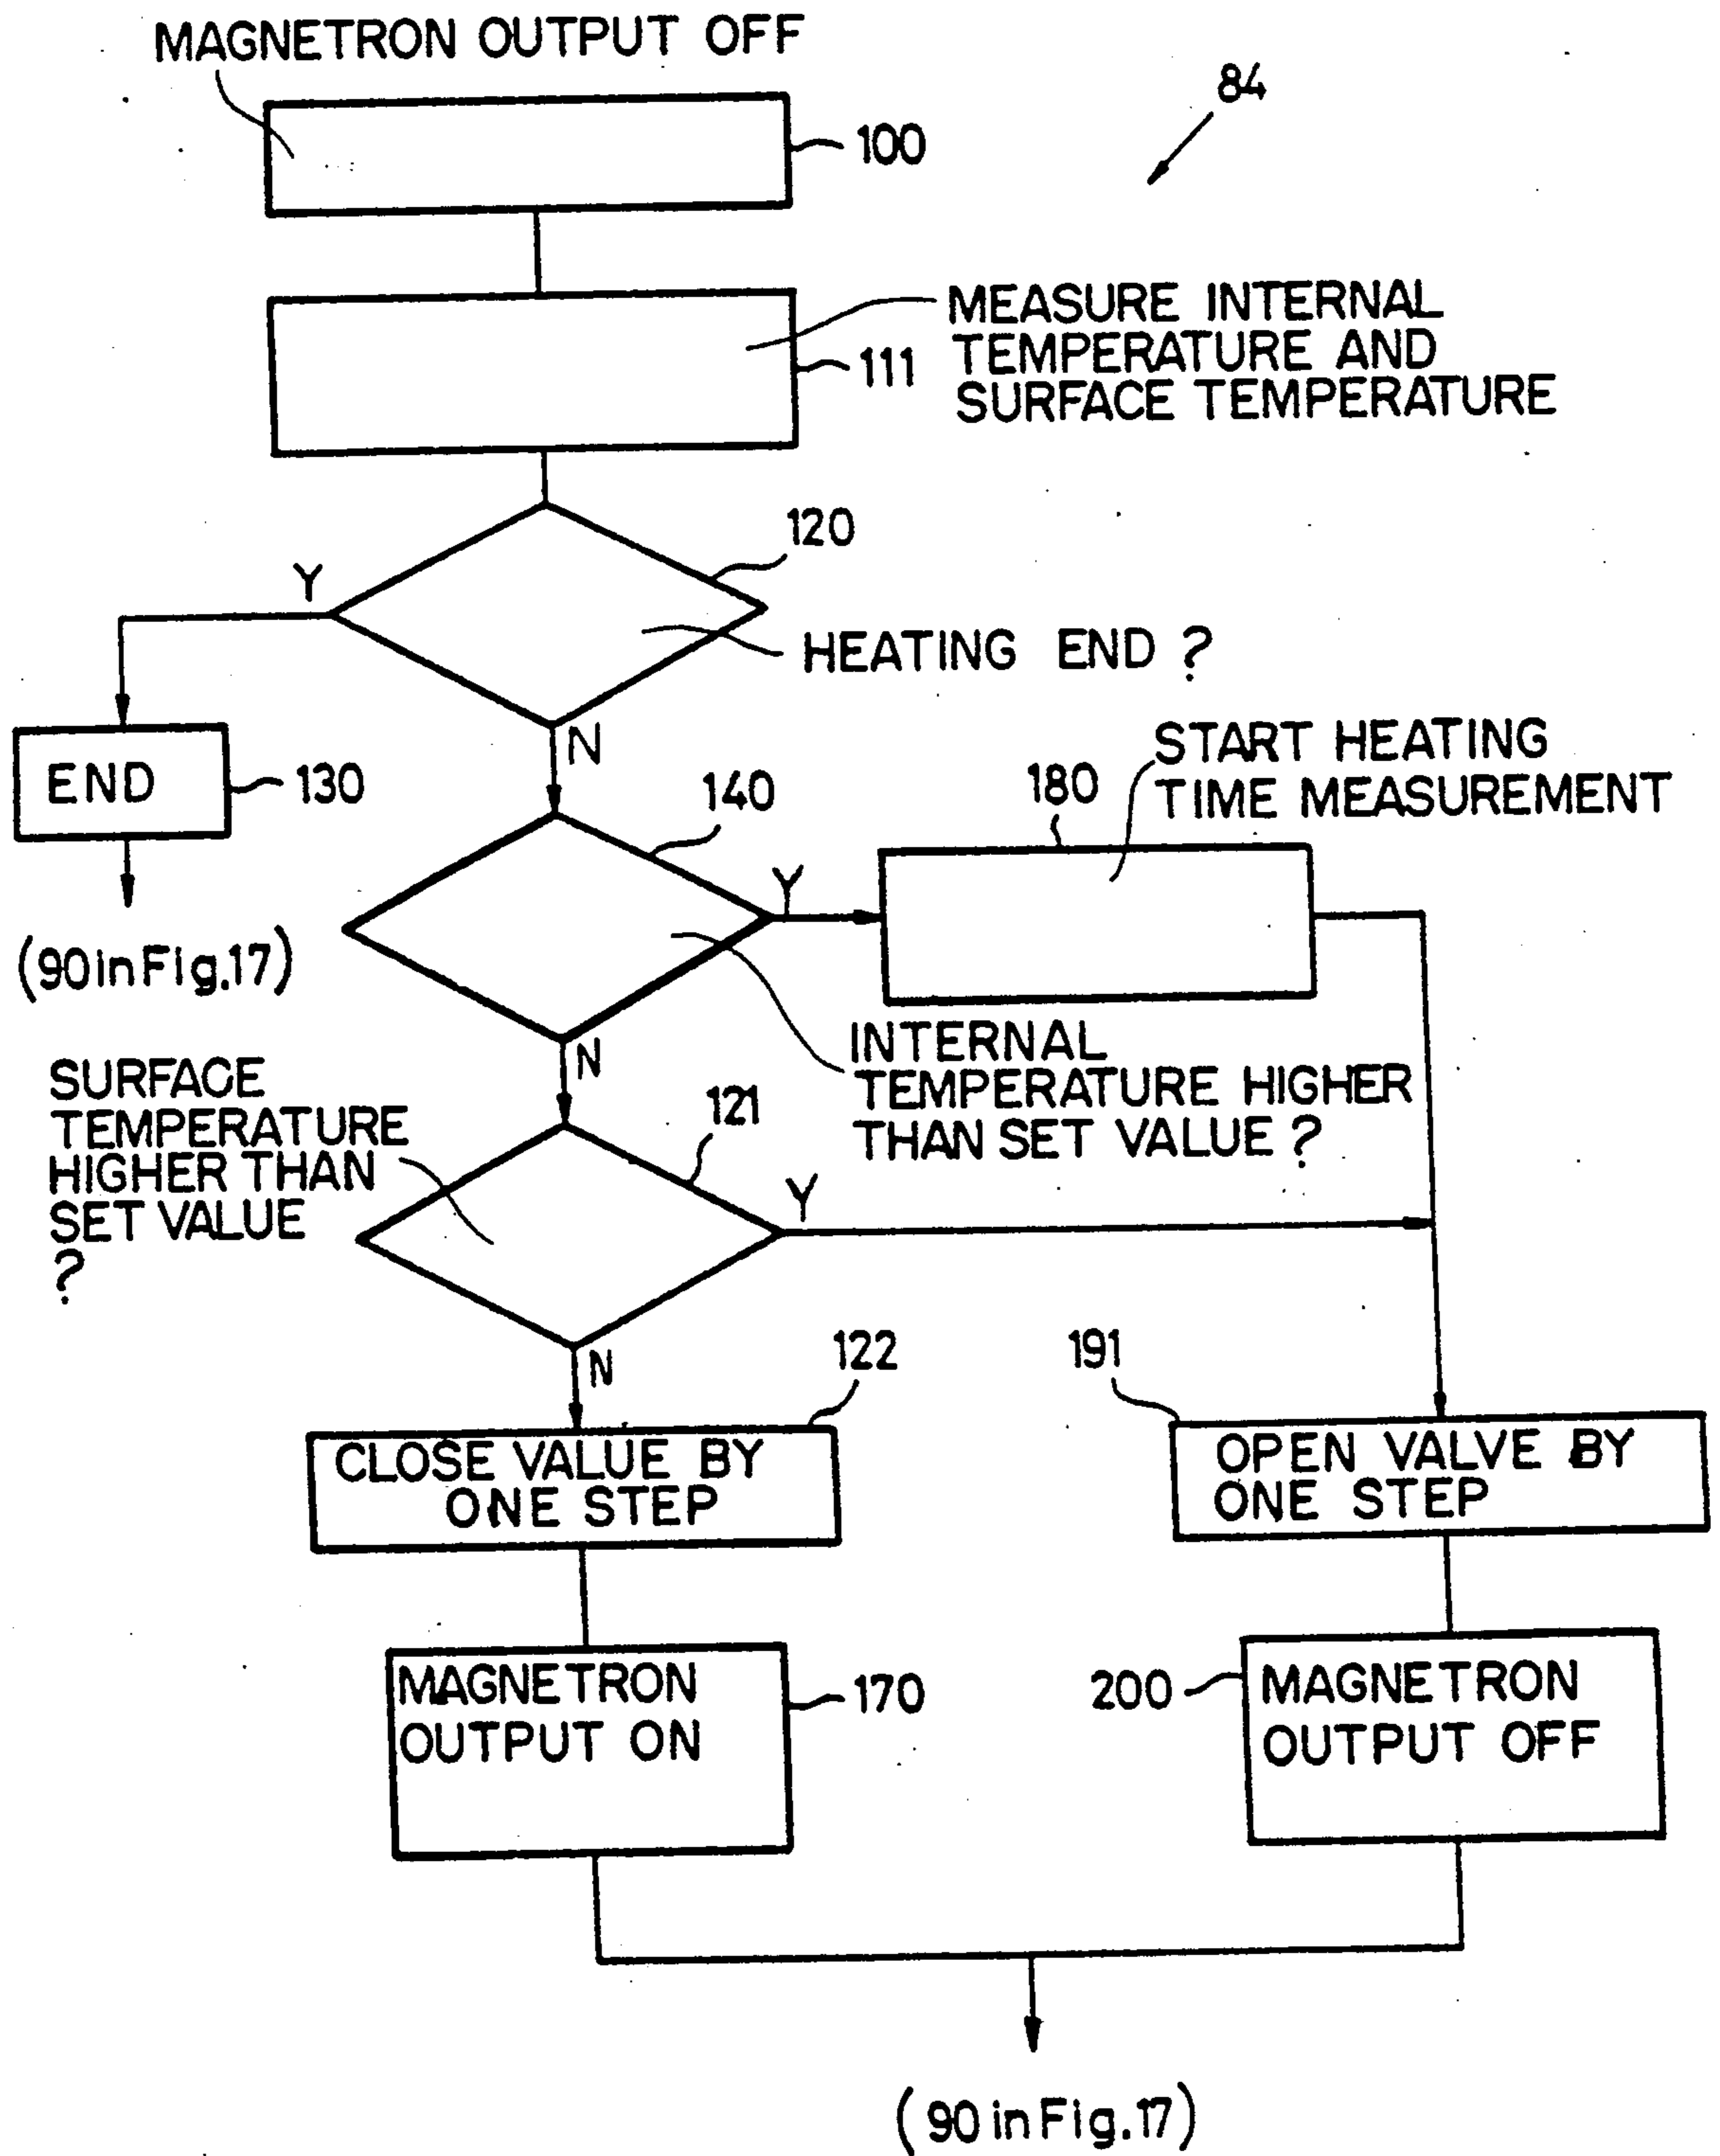 MAGNETRON OUTPUT OFF
84
100
MEASURE INTERNAL
TEMPERATURE AND
SURFACE TEMPERATURE
111
120
Y
HEATING END ?
N
END
130
(90 in Fig.17)
140
180
START HEATING
TIME MEASUREMENT
Y
INTERNAL
TEMPERATURE HIGHER
THAN SET VALUE ?
N
SURFACE
TEMPERATURE
HIGHER THAN
SET VALUE
?
121
Y
N
122
CLOSE VALUE BY
ONE STEP
191
OPEN VALVE BY
ONE STEP
MAGNETRON
OUTPUT ON
170
200
MAGNETRON
OUTPUT OFF
(90 in Fig.17)